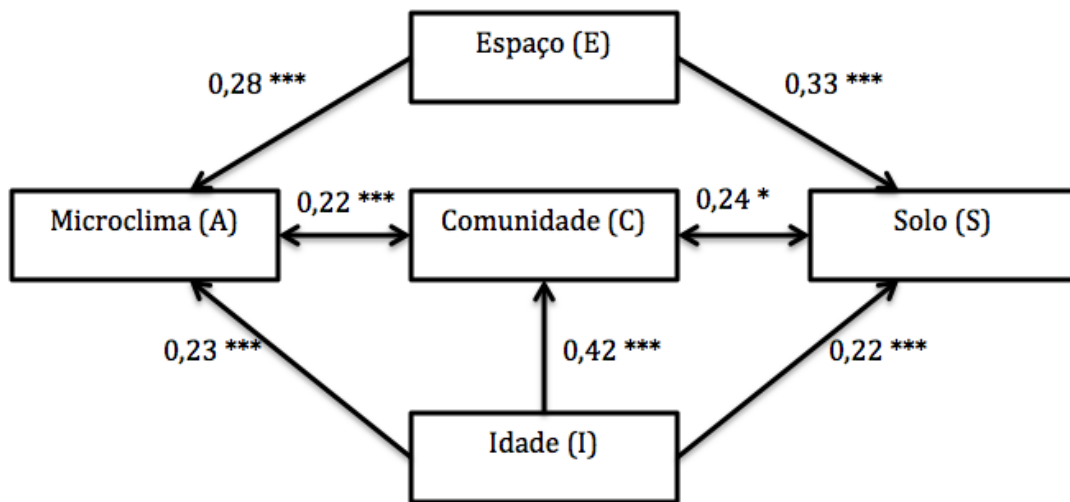 Espaço (E)
0,28 ***
0,33 ***
Microclima (A)
0,22 ***
Comunidade (C)
0,24 *
Solo (S)
0,23 ***
0,42 ***
0,22 ***
Idade (I)